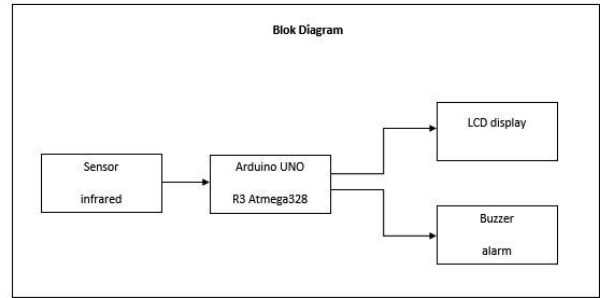 Blok Diagram
LCD display
Sensor
infrared
Arduino UNO
R3 Atmega328
Buzzer
alarm